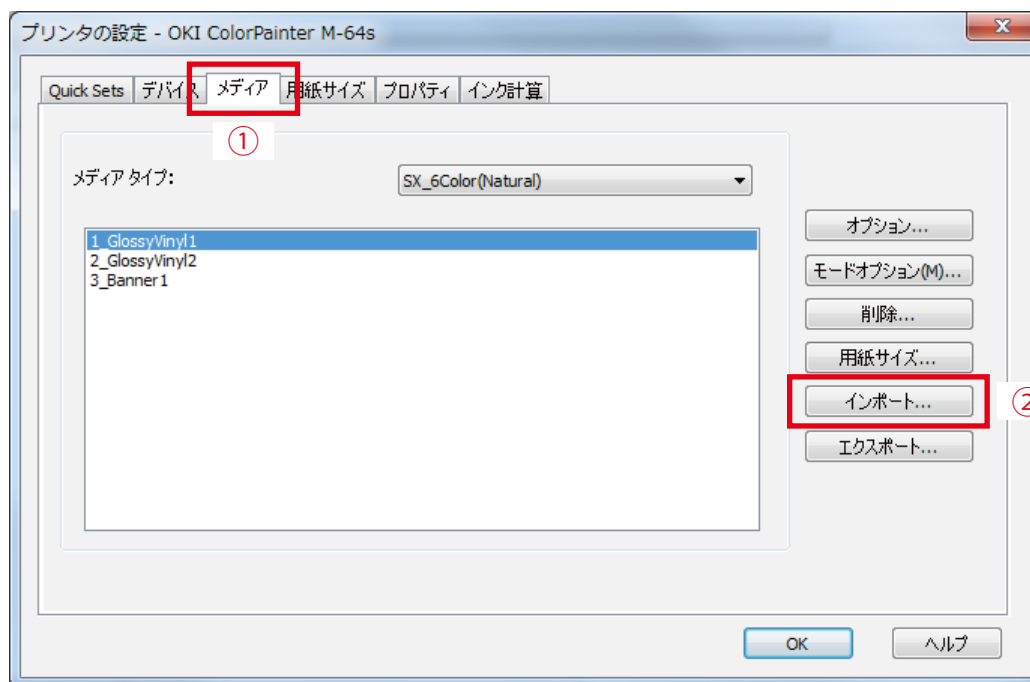 プリンタの設定 - OKI ColorPainter M-64s
Quick Sets デバイス メディア 用紙サイズ プロパティ インク計算
①
メディア タイプ: SX_6Color(Natural)
1_GlossyVinyl1
2_GlossyVinyl2
3_Banner1
オプション...
モードオプション(M)...
削除...
用紙サイズ...
インポート... ②
エクスポート...
OK ヘルプ